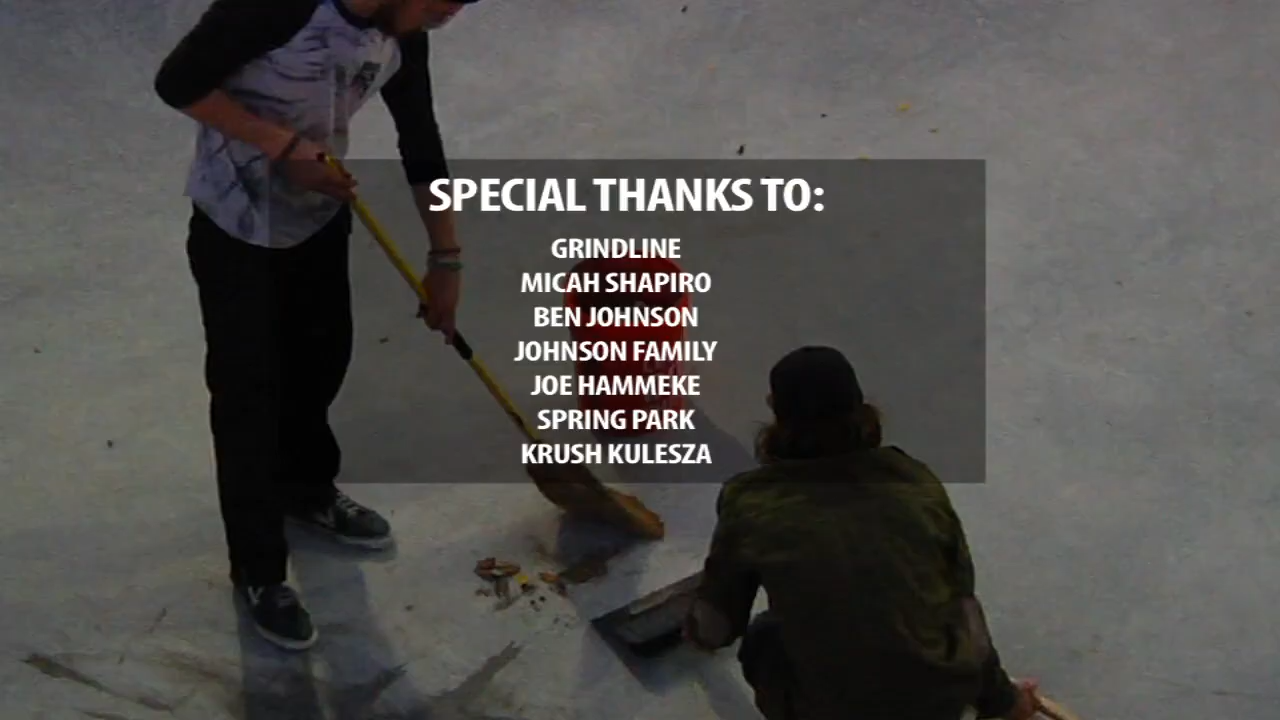 SPECIAL THANKS TO:
GRINDLINE
MICAH SHAPIRO
BEN JOHNSON
JOHNSON FAMILY
JOE HAMMEKE
SPRING PARK
KRUSH KULESZA